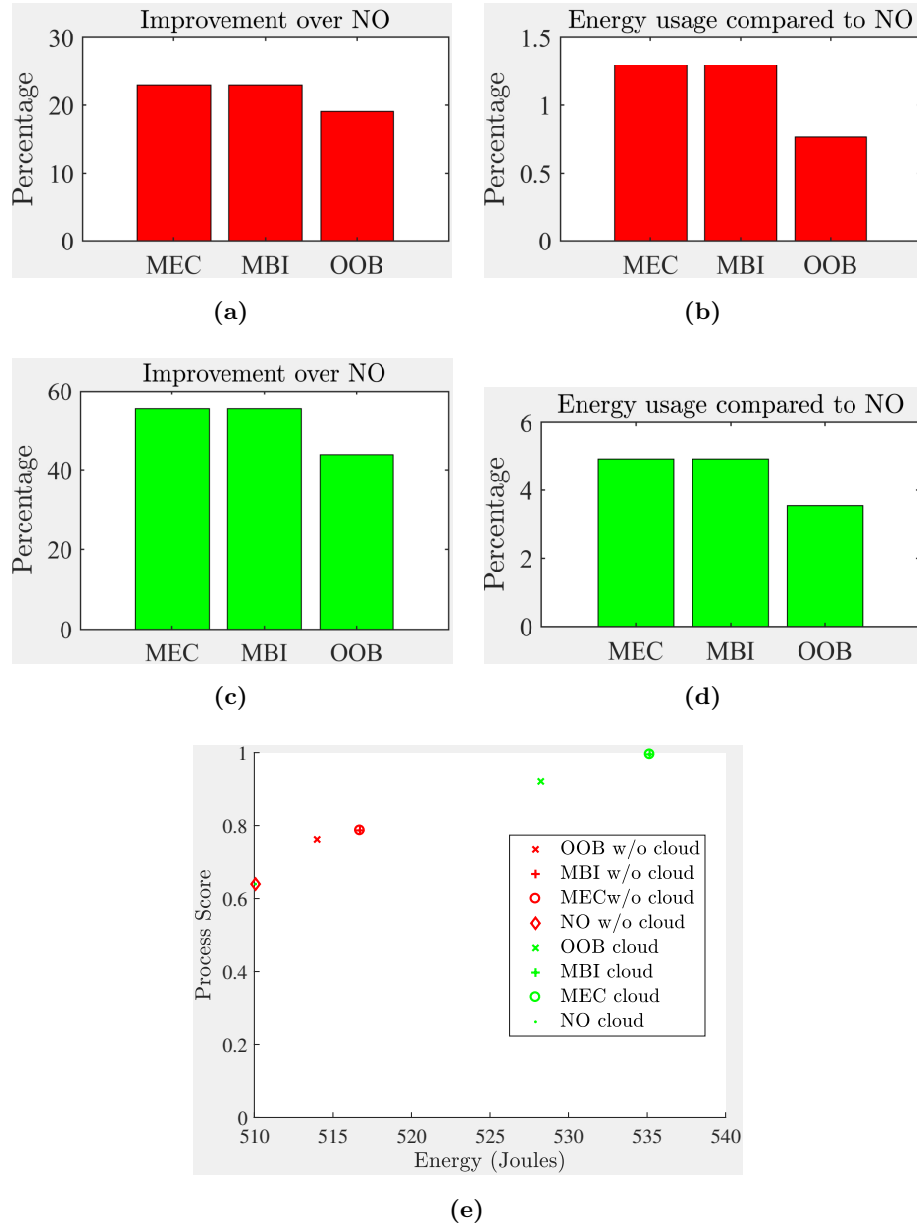 Improvement over NO
Percentage
30
20
10
0
MEC MBI OOB
(a)
Energy usage compared to NO
Percentage
1.5
1
0.5
0
MEC MBI OOB
(b)
Improvement over NO
Percentage
60
40
20
0
MEC MBI OOB
(c)
Energy usage compared to NO
Percentage
6
4
2
0
MEC MBI OOB
(d)
Process Score
1
0.8
0.6
0.4
0.2
0
510 515 520 525 530 535 540
Energy (Joules)
OOB w/o cloud
MBI w/o cloud
MECw/o cloud
NO w/o cloud
OOB cloud
MBI cloud
MEC cloud
NO cloud
(e)